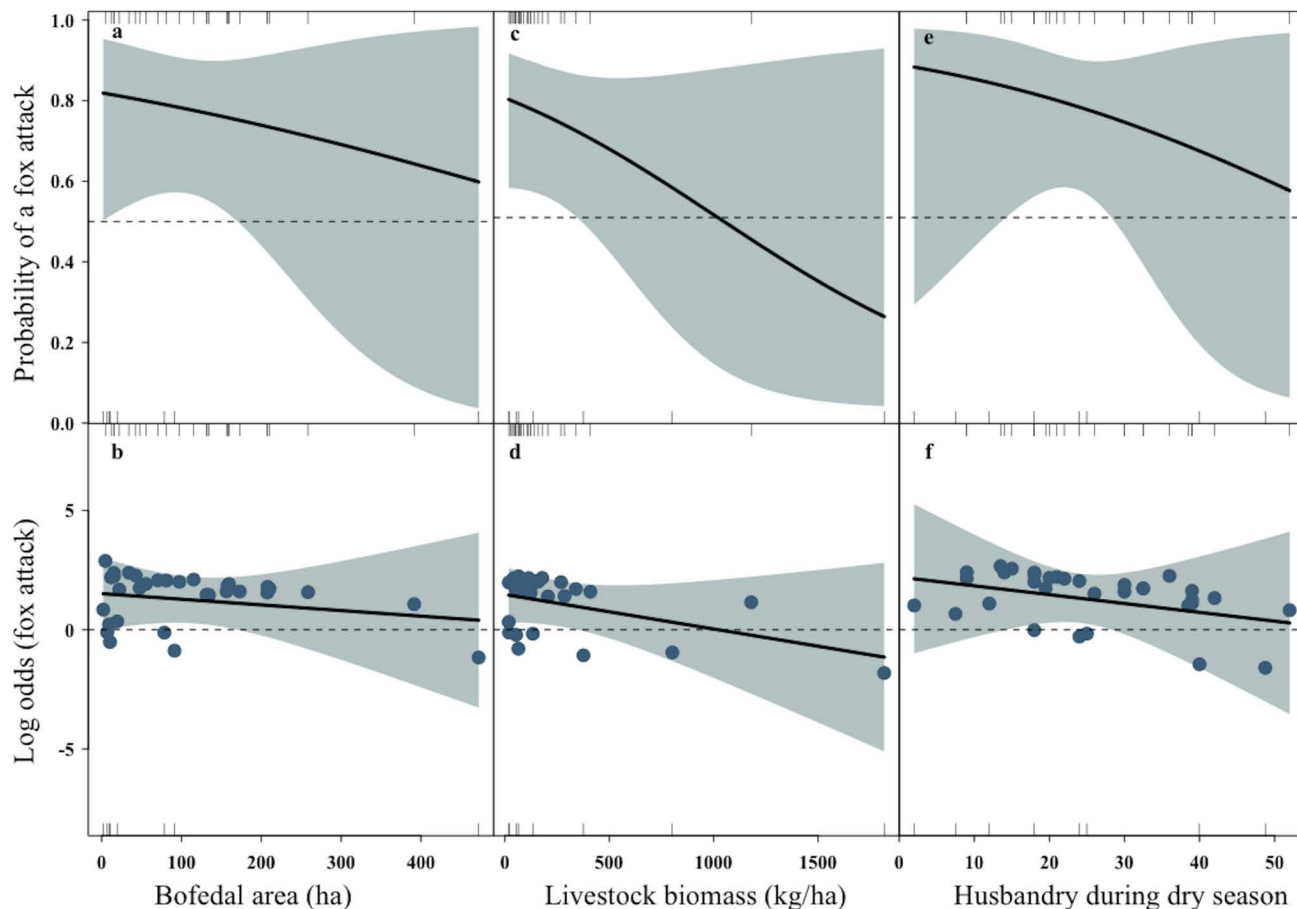 a
c
e
Probability of a fox attack
1.0
0.8
0.6
0.4
0.2
0.0
b
d
f
Log odds (fox attack)
5
0
-5
0 100 200 300 400
0 500 1000 1500
0 10 20 30 40 50
Bofedal area (ha)
Livestock biomass (kg/ha)
Husbandry during dry season